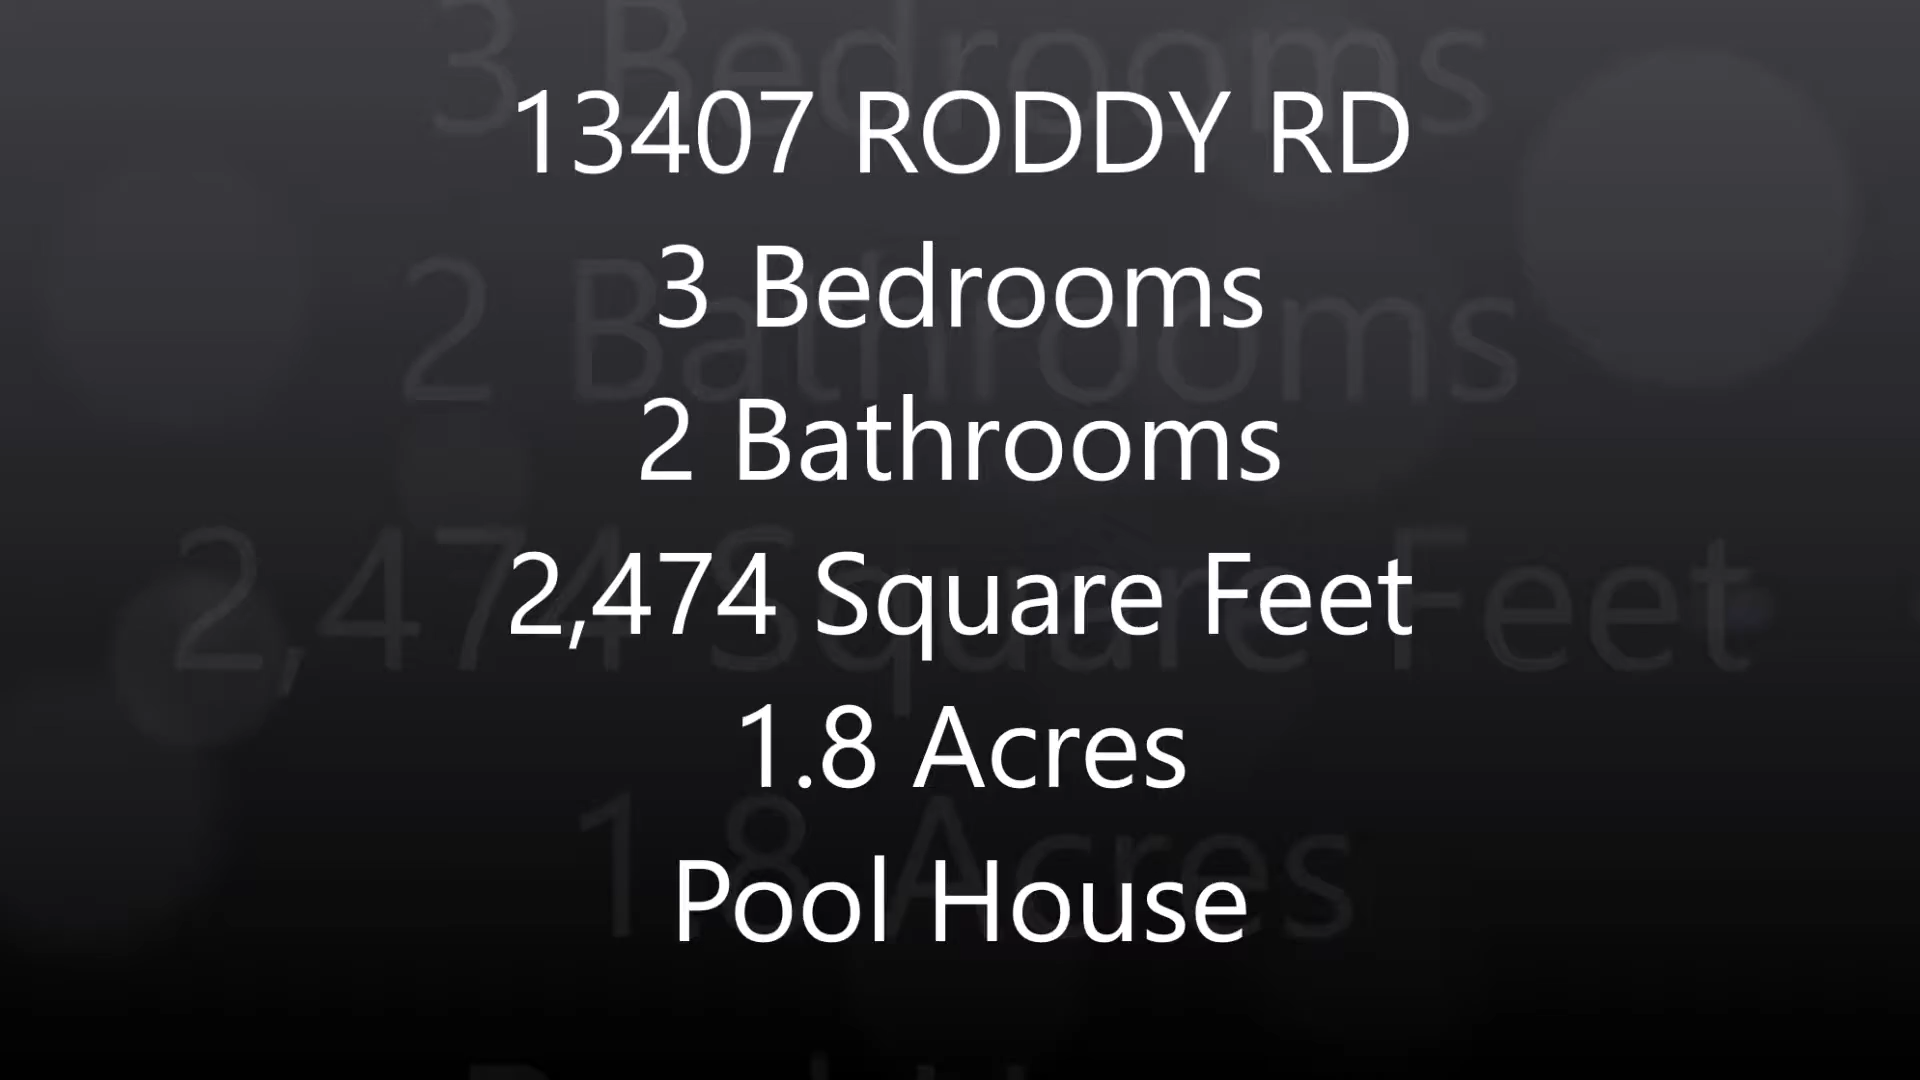 13407 RODDY RD
3 Bedrooms
2 Bathrooms
2,474 Square Feet
1.8 Acres
Pool House